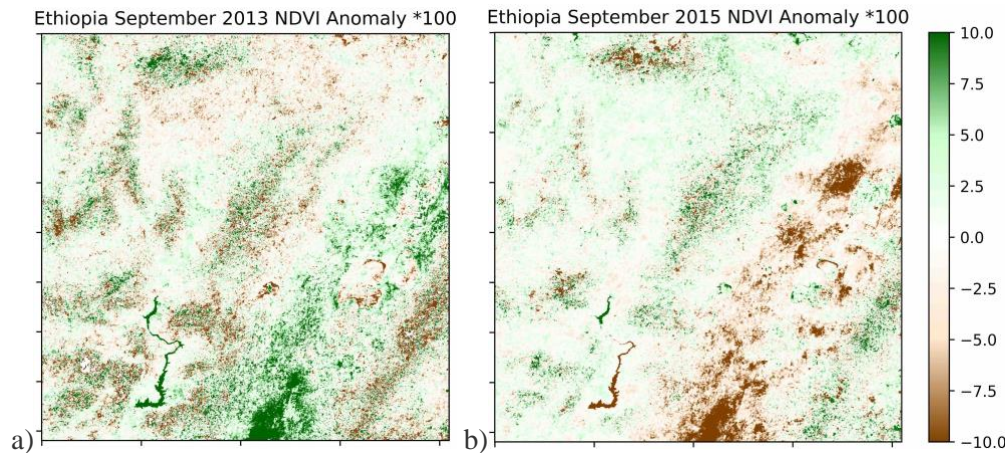 Ethiopia September 2013 NDVI Anomaly *100
Ethiopia September 2015 NDVI Anomaly *100
10.0
7.5
5.0
2.5
0.0
−2.5
−5.0
−7.5
−10.0
a)
b)